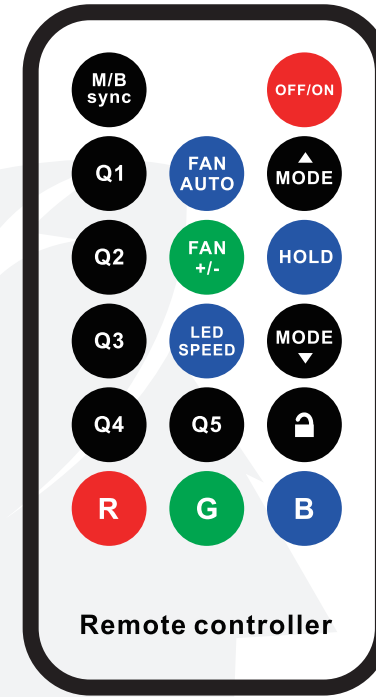 M/B
sync
OFF/ON
Q1
FAN
AUTO
MODE
Q2
FAN
+/-
HOLD
Q3
LED
SPEED
MODE
Q4
Q5
R
G
B
Remote controller